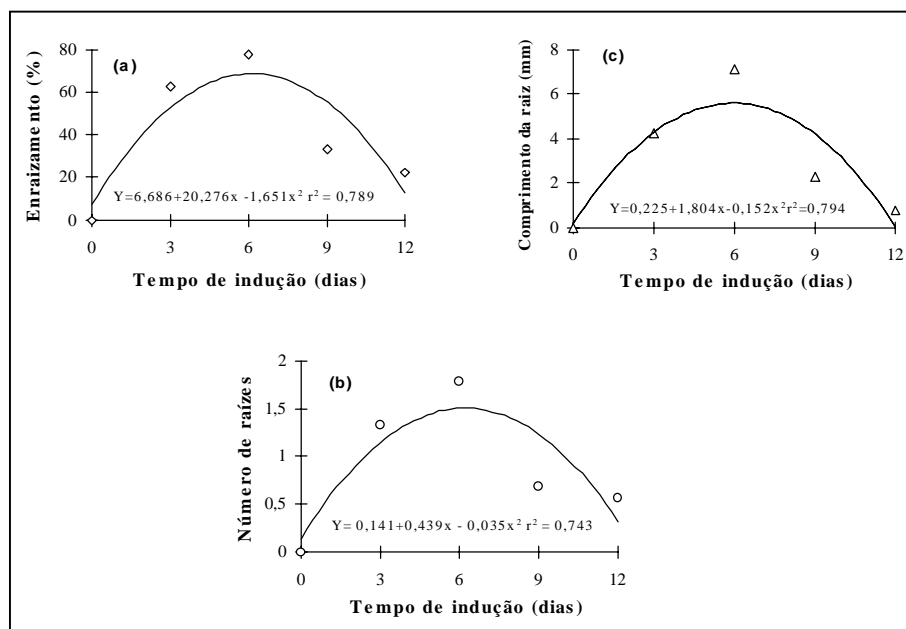 (a)
Enraizamento (%)
80
60
40
20
0
Y=6,686+20,276x -1,651x² r² = 0,789
0 3 6 9 12
Tempo de indução (dias)
(c)
Comprimento da raiz (mm)
8
6
4
2
0
Y=0,225+1,804x-0,152x²r²=0,794
0 3 6 9 12
Tempo de indução (dias)
(b)
Número de raízes
2
1,5
1
0,5
0
Y= 0,141+0,439x - 0,035x² r² = 0,743
0 3 6 9 12
Tempo de indução (dias)